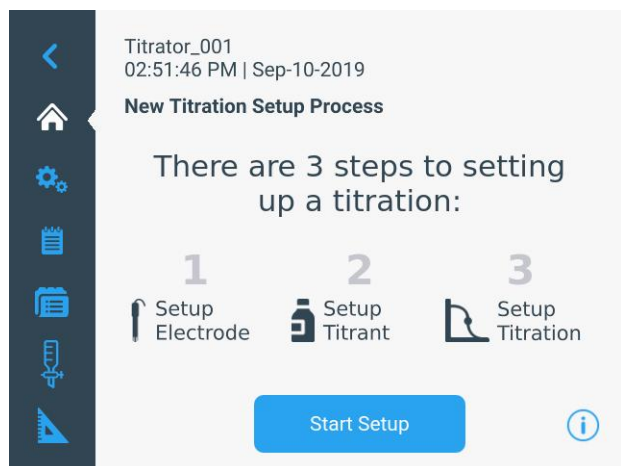 Titrator_001
02:51:46 PM | Sep-10-2019
New Titration Setup Process
There are 3 steps to setting
up a titration:
1
Setup
Electrode
2
Setup
Titrant
3
Setup
Titration
Start Setup
i